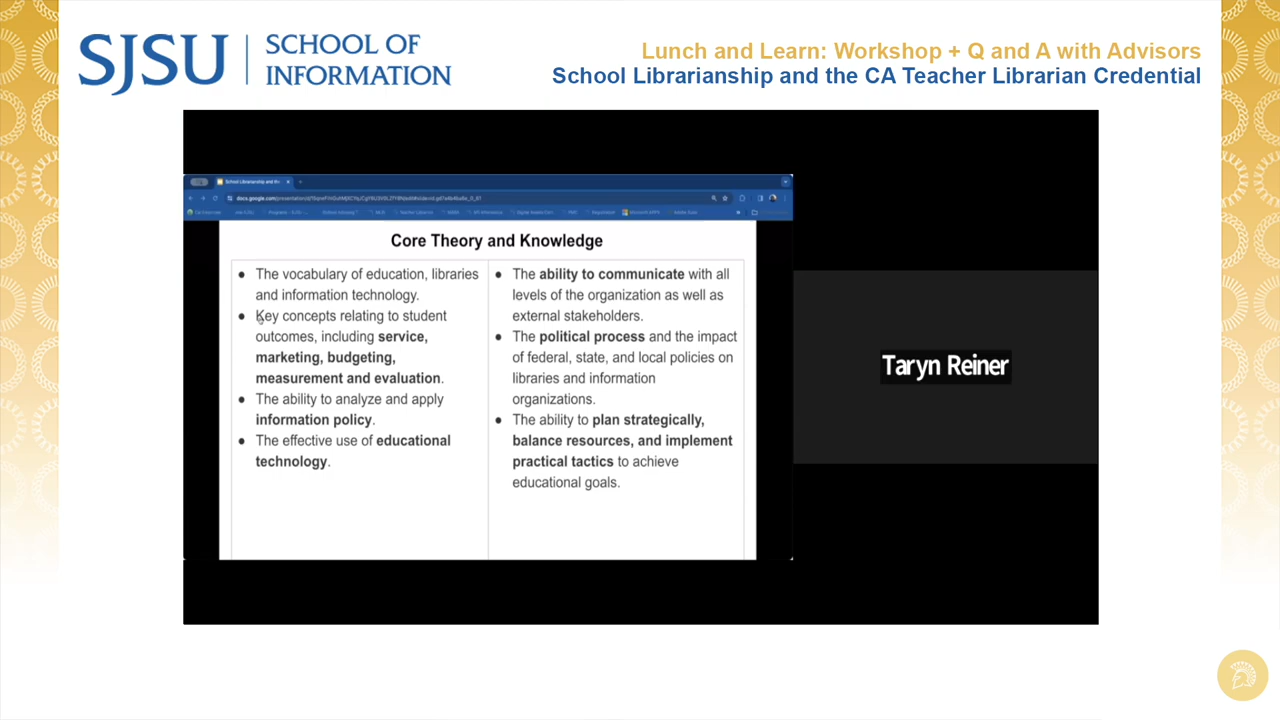 SJSU
SCHOOL OF
INFORMATION
Lunch and Learn: Workshop + Q and A with Advisors
School Librarianship and the CA Teacher Librarian Credential
School Librarianship and the
Core Theory and Knowledge
● The vocabulary of education, libraries
and information technology.
● Key concepts relating to student
outcomes, including service,
marketing, budgeting,
measurement and evaluation.
● The ability to analyze and apply
information policy.
● The effective use of educational
technology.
● The ability to communicate with all
levels of the organization as well as
external stakeholders.
● The political process and the impact
of federal, state, and local policies on
libraries and information
organizations.
● The ability to plan strategically,
balance resources, and implement
practical tactics to achieve
educational goals.
Taryn Reiner